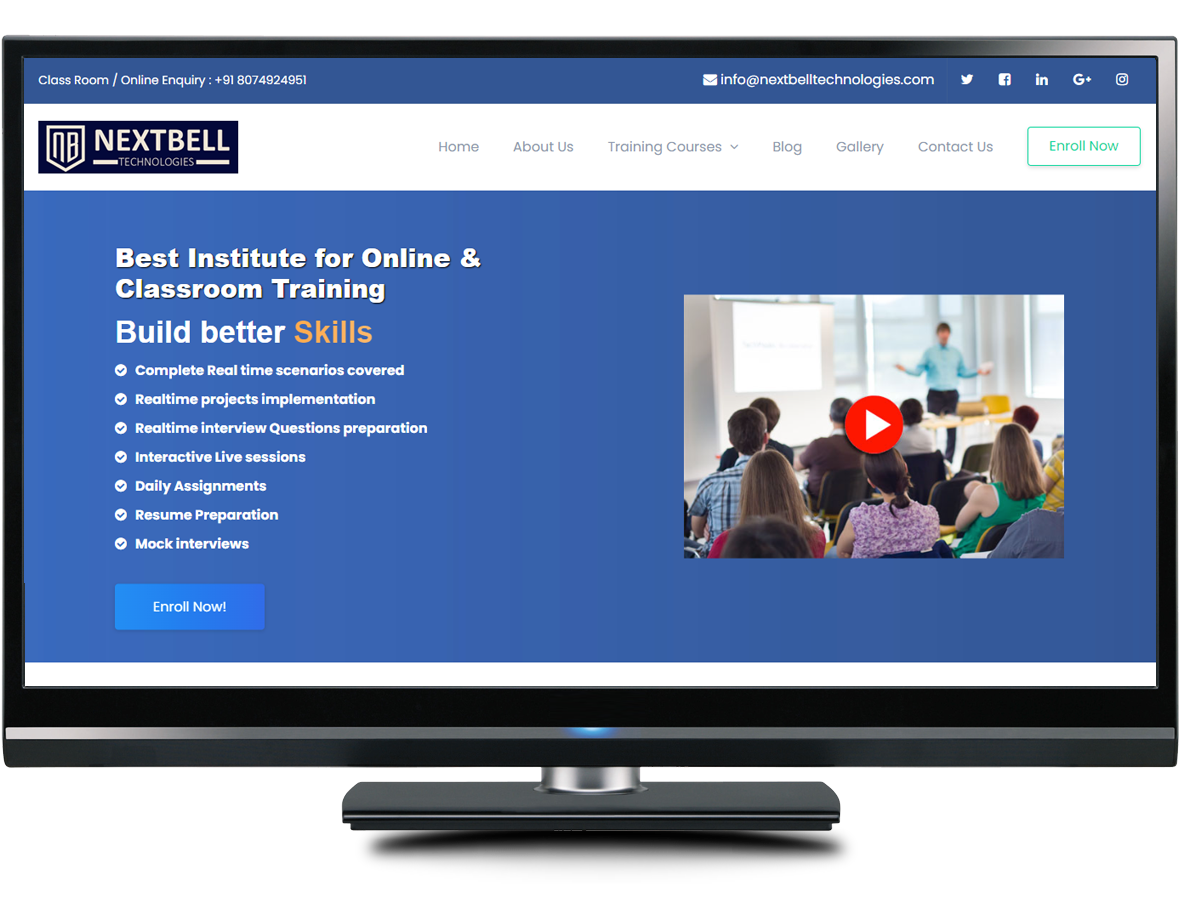 Class Room / Online Enquiry : +91 8074924951
info@nextbelltechnologies.com
G+
NB
NEXTBELL
TECHNOLOGIES
Home
About Us
Training Courses
Blog
Gallery
Contact Us
Enroll Now
Best Institute for Online &
Classroom Training
Build better Skills
Complete Real time scenarios covered
Realtime projects implementation
Realtime interview Questions preparation
Interactive Live sessions
Daily Assignments
Resume Preparation
Mock interviews
Enroll Now!